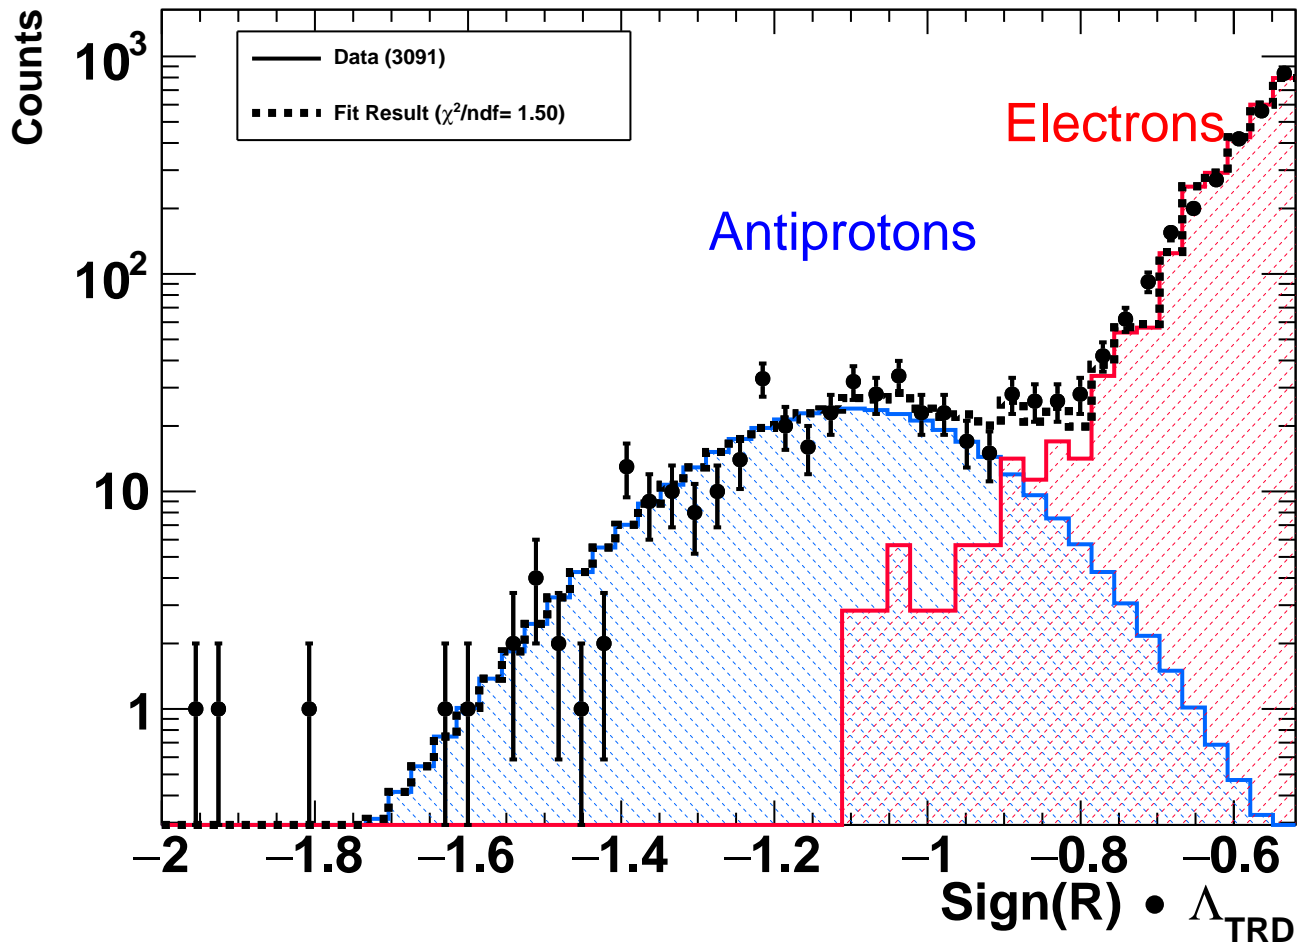 Counts
10³
10²
10
1
Data (3091)
Fit Result (χ²/ndf= 1.50)
Electrons
Antiprotons
−2 −1.8 −1.6 −1.4 −1.2 −1 −0.8 −0.6
Sign(R) • Λ_TRD